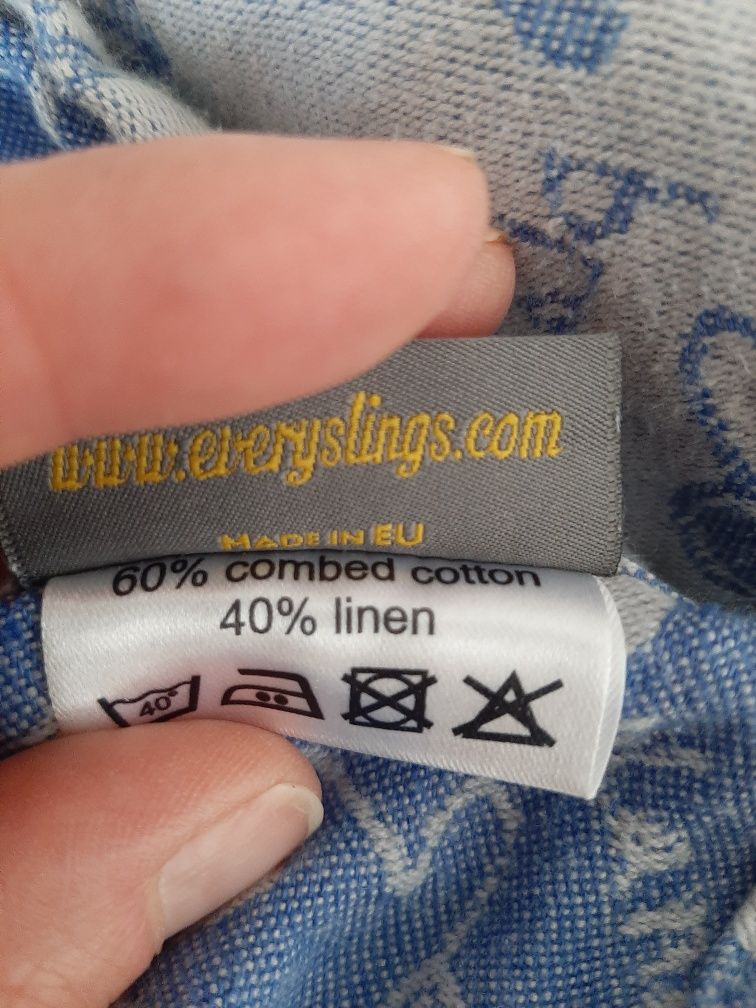 www.everyslings.com
MADE IN EU
60% combed cotton
40% linen
40°